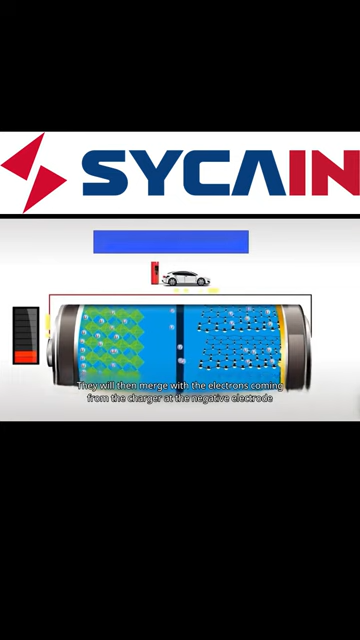 SYCAIN
They will then merge with the electrons coming
from the charger at the negative electrode